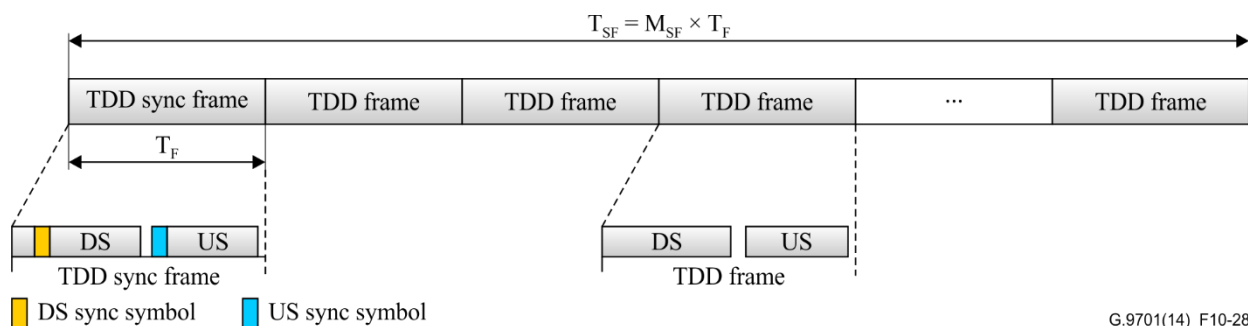 T_SF = M_SF × T_F
TDD sync frame TDD frame TDD frame TDD frame ... TDD frame
T_F
DS US DS US
TDD sync frame TDD frame
DS sync symbol US sync symbol
G.9701(14)_F10-28